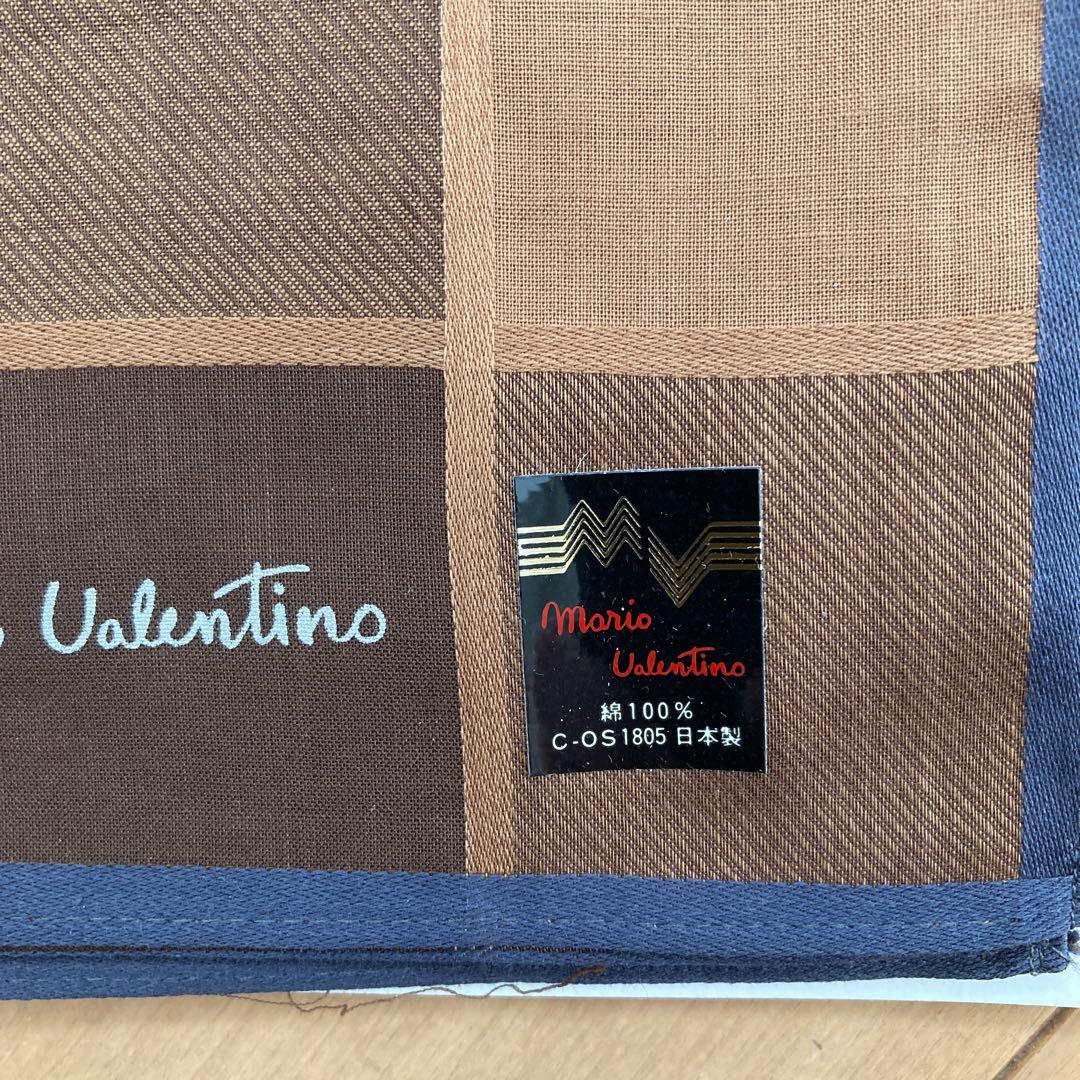 Valentino
Mario
Valentino
綿100%
C-OS1805 日本製